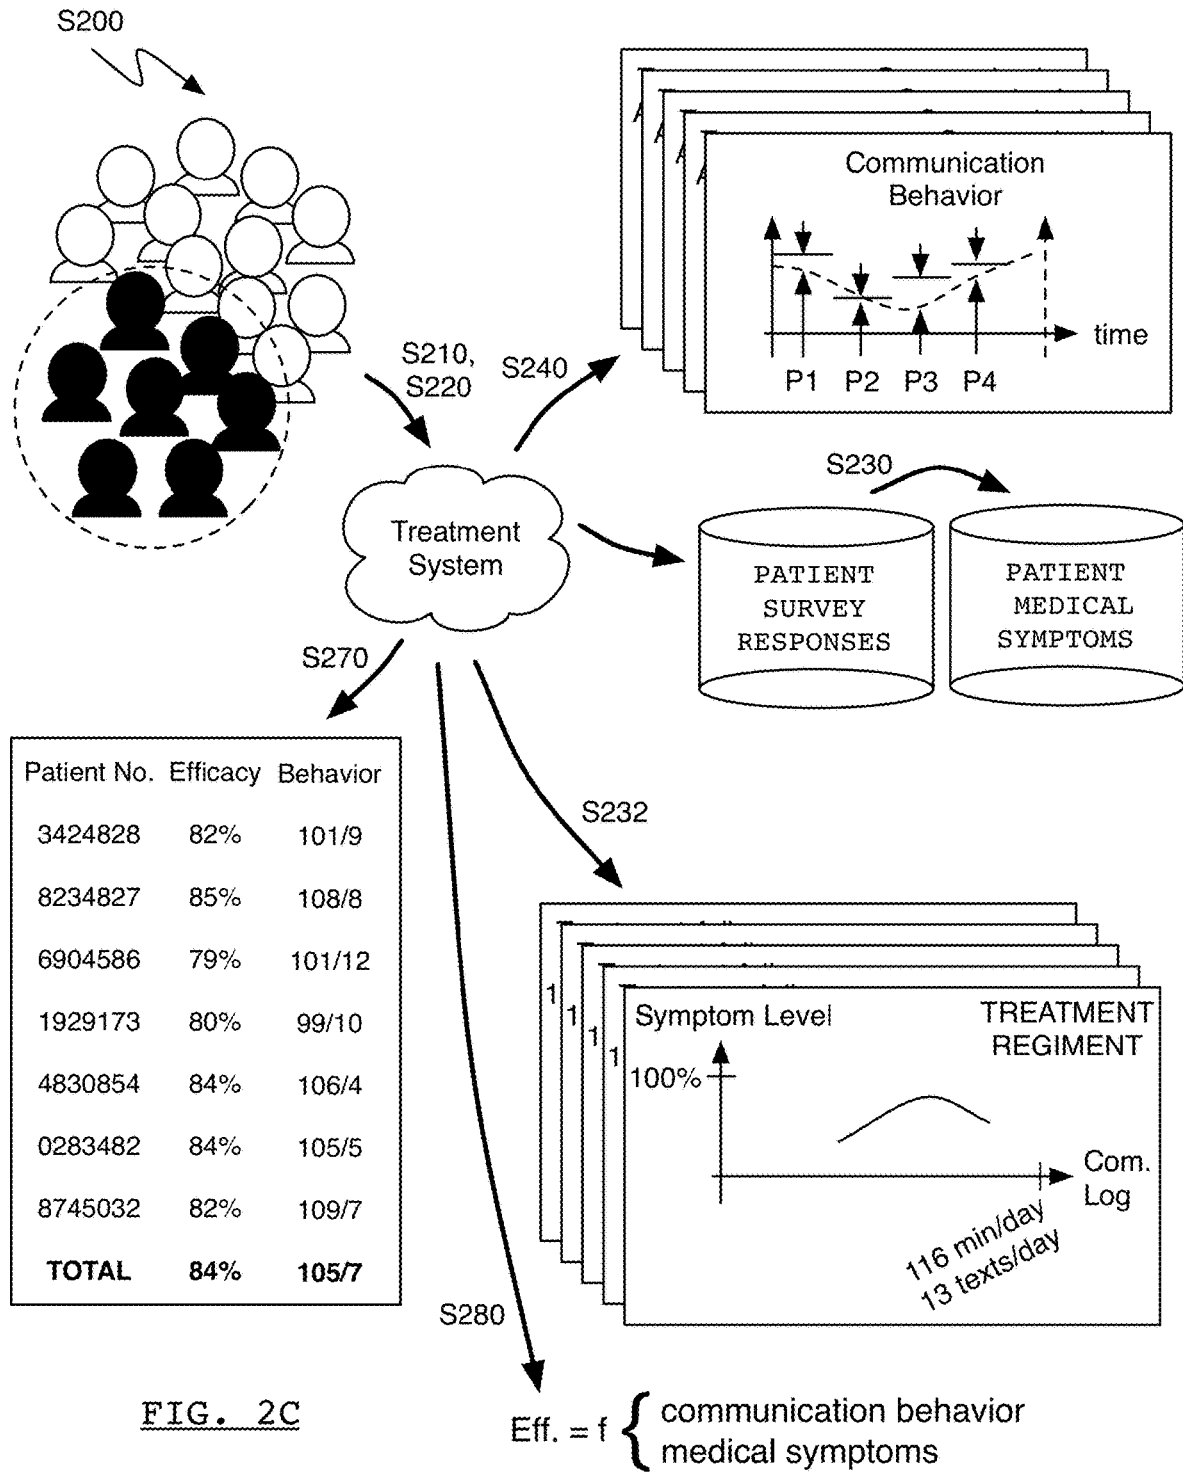 S200
Communication
Behavior
time
P1 P2 P3 P4
S210,
S220
S240
S230
Treatment
System
PATIENT
SURVEY
RESPONSES
PATIENT
MEDICAL
SYMPTOMS
S270
Patient No. Efficacy Behavior
3424828 82% 101/9
8234827 85% 108/8
6904586 79% 101/12
1929173 80% 99/10
4830854 84% 106/4
0283482 84% 105/5
8745032 82% 109/7
TOTAL 84% 105/7
S232
1
1
1
1
Symptom Level
TREATMENT
REGIMENT
100%
Com.
Log
116 min/day
13 texts/day
S280
Eff. = f { communication behavior
medical symptoms
FIG. 2C